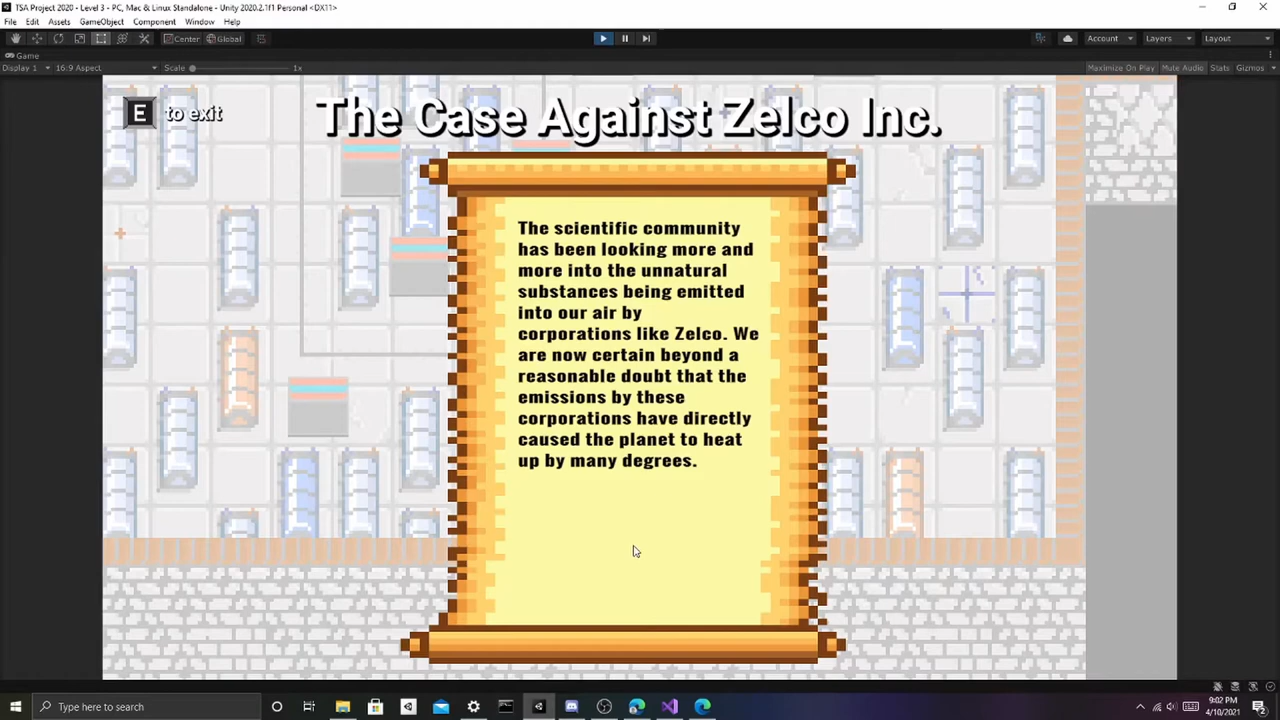 TSA Project 2020 - Level 3 - PC, Mac & Linux Standalone - Unity 2020.2.1f1 Personal <DX11>
File Edit Assets GameObject Component Window Help
Center Global Account Layers Layout
Game
Display 1 16:9 Aspect Scale 1x Maximize On Play Mute Audio Stats Gizmos
E to exit
The Case Against Zelco Inc.
The scientific community
has been looking more and
more into the unnatural
substances being emitted
into our air by
corporations like Zelco. We
are now certain beyond a
reasonable doubt that the
emissions by these
corporations have directly
caused the planet to heat
up by many degrees.
Type here to search
9:02 PM
4/10/2021
2